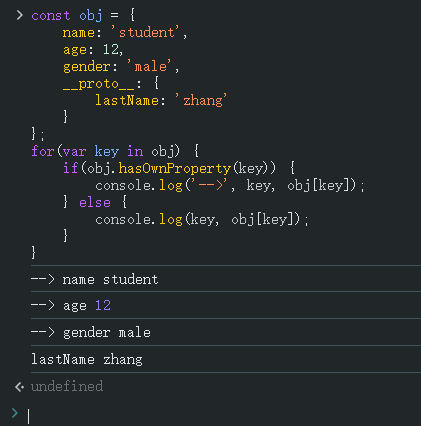 > const obj = {
    name: 'student',
    age: 12,
    gender: 'male',
    __proto__: {
        lastName: 'zhang'
    }
};
for(var key in obj) {
    if(obj.hasOwnProperty(key)) {
        console.log('-->', key, obj[key]);
    } else {
        console.log(key, obj[key]);
    }
}
--> name student
--> age 12
--> gender male
lastName zhang
undefined
>